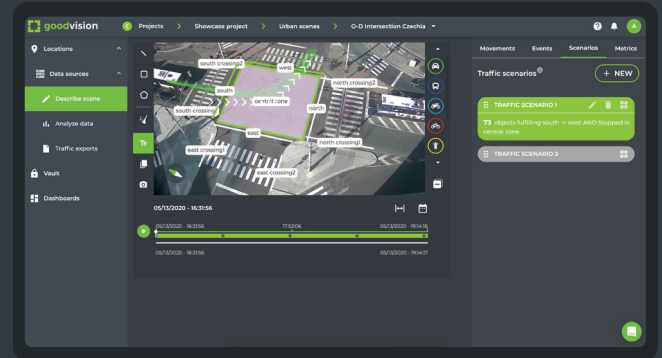 goodvision
Projects > Showcase project > Urban scenes > O-D Intersection Czechia
A
Locations
Data sources
Describe scene
Analyze data
Traffic exports
Vault
Dashboards
Tт
south crossing2
west
north crossing2
south
central zone
south crossing
north
east
north crossing1
east crossing1
east crossing2
05/13/2020 - 16:31:56
05/13/2020 - 16:31:56
17:53:06
05/13/2020 - 19:14:16
05/13/2020 - 16:31:56
05/13/2020 - 19:14:17
Movements
Events
Scenarios
Metrics
Traffic scenarios
+ NEW
TRAFFIC SCENARIO 1
73 objects fulfilling south -> west AND Stopped in
central zone
TRAFFIC SCENARIO 2